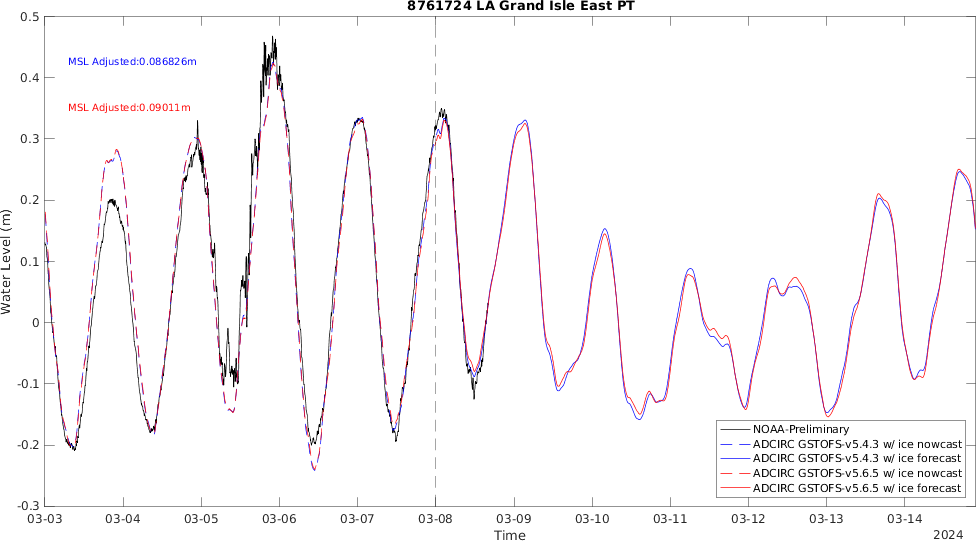 8761724 LA Grand Isle East PT
0.5
MSL Adjusted:0.086826m
0.4
MSL Adjusted:0.09011m
0.3
0.2
0.1
0
-0.1
-0.2
-0.3
Water Level (m)
NOAA-Preliminary
ADCIRC GSTOFS-v5.4.3 w/ ice nowcast
ADCIRC GSTOFS-v5.4.3 w/ ice forecast
ADCIRC GSTOFS-v5.6.5 w/ ice nowcast
ADCIRC GSTOFS-v5.6.5 w/ ice forecast
03-03 03-04 03-05 03-06 03-07 03-08 03-09 03-10 03-11 03-12 03-13 03-14
Time
2024